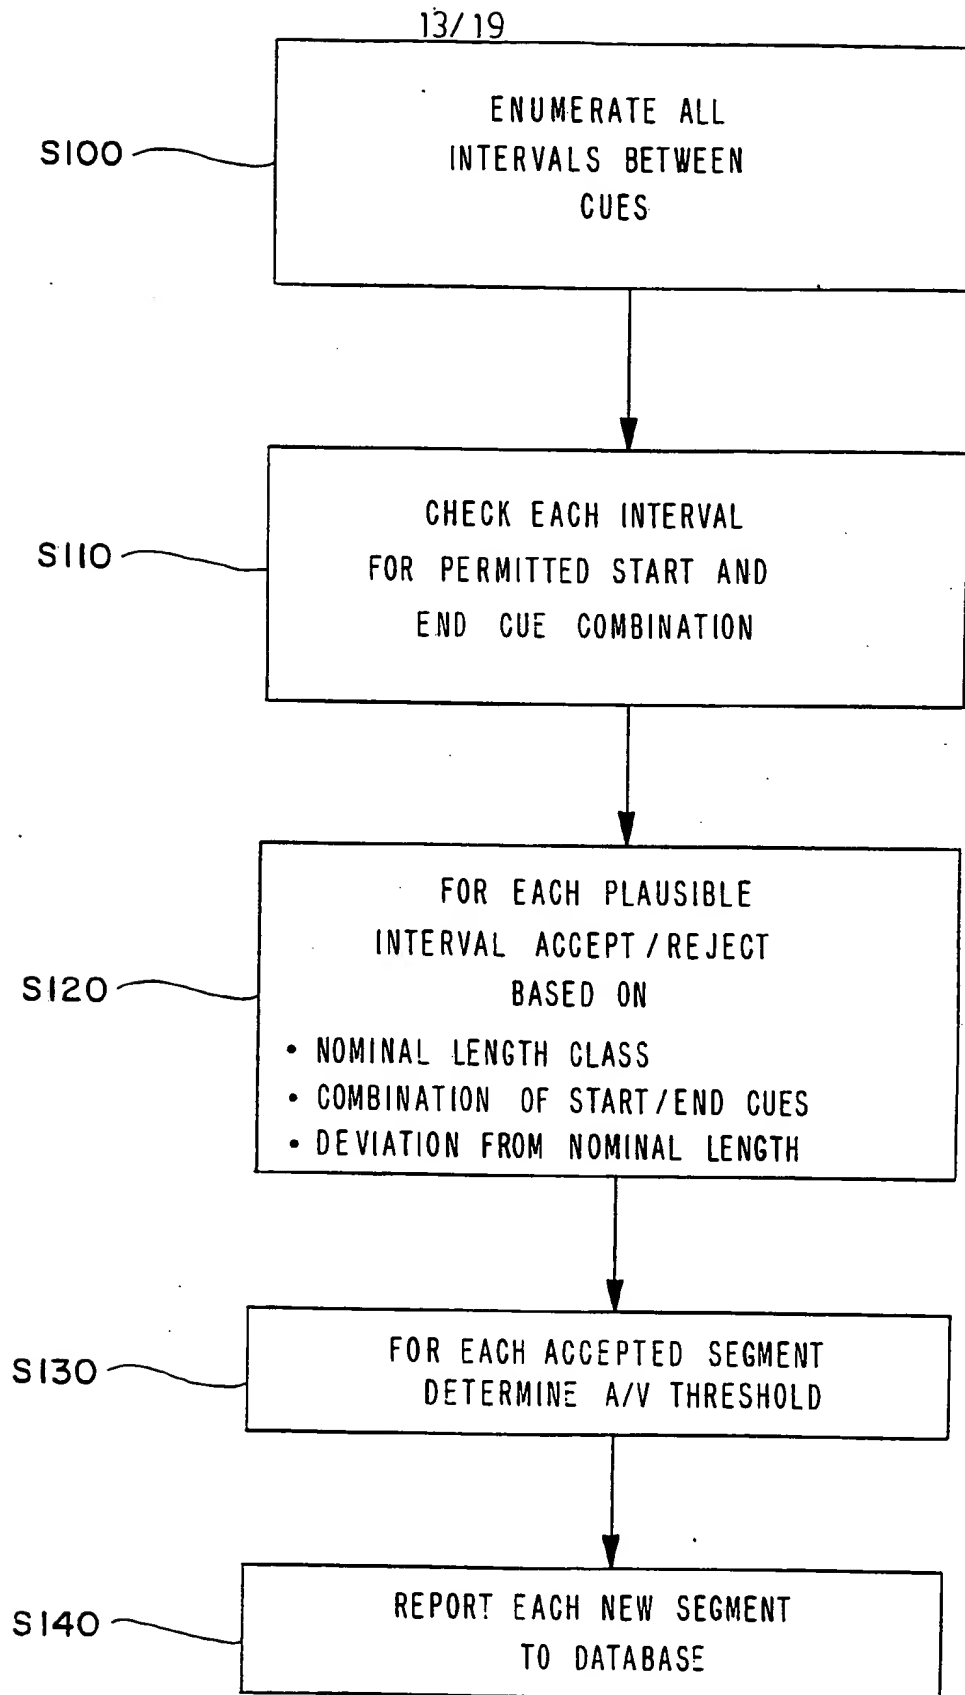 13/19
S100
ENUMERATE ALL
INTERVALS BETWEEN
CUES
S110
CHECK EACH INTERVAL
FOR PERMITTED START AND
END CUE COMBINATION
S120
FOR EACH PLAUSIBLE
INTERVAL ACCEPT/REJECT
BASED ON
• NOMINAL LENGTH CLASS
• COMBINATION OF START/END CUES
• DEVIATION FROM NOMINAL LENGTH
S130
FOR EACH ACCEPTED SEGMENT
DETERMINE A/V THRESHOLD
S140
REPORT EACH NEW SEGMENT
TO DATABASE